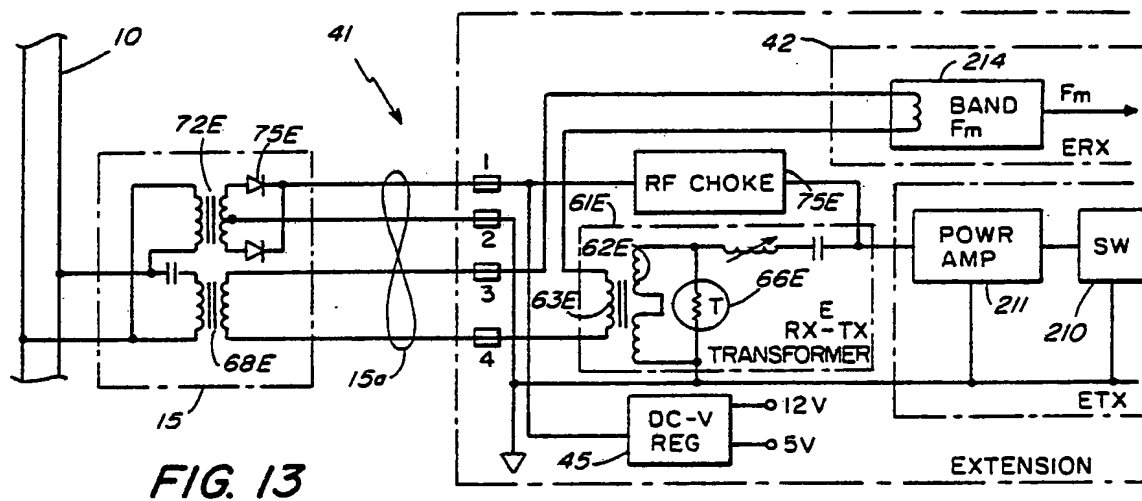 10
41
42
214
BAND
Fm
Fm
ERX
72E
75E
1
RF CHOKE
75E
61E
2
62E
POWR
AMP
SW
3
63E
T
66E
211
210
E
RX-TX
TRANSFORMER
4
68E
15
15a
ETX
DC-V
REG
12V
5V
45
EXTENSION
FIG. 13